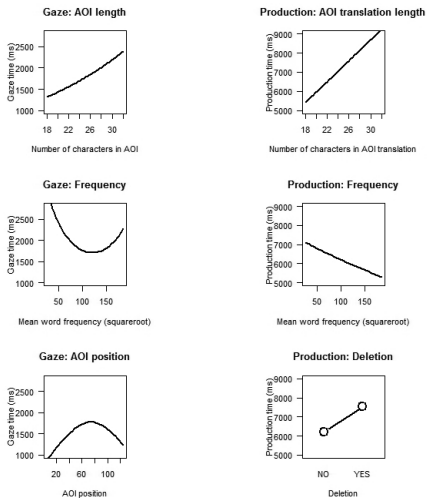 Gaze: AOI length
Gaze time (ms)
2500
2000
1500
1000
18 22 26 30
Number of characters in AOI
Production: AOI translation length
Production time (ms)
9000
8000
7000
6000
5000
18 22 26 30
Number of characters in AOI translation
Gaze: Frequency
Gaze time (ms)
2500
2000
1500
1000
50 100 150
Mean word frequency (squareroot)
Production: Frequency
Production time (ms)
9000
8000
7000
6000
5000
50 100 150
Mean word frequency (squareroot)
Gaze: AOI position
Gaze time (ms)
2500
2000
1500
1000
20 60 100
AOI position
Production: Deletion
Production time (ms)
9000
8000
7000
6000
5000
NO YES
Deletion